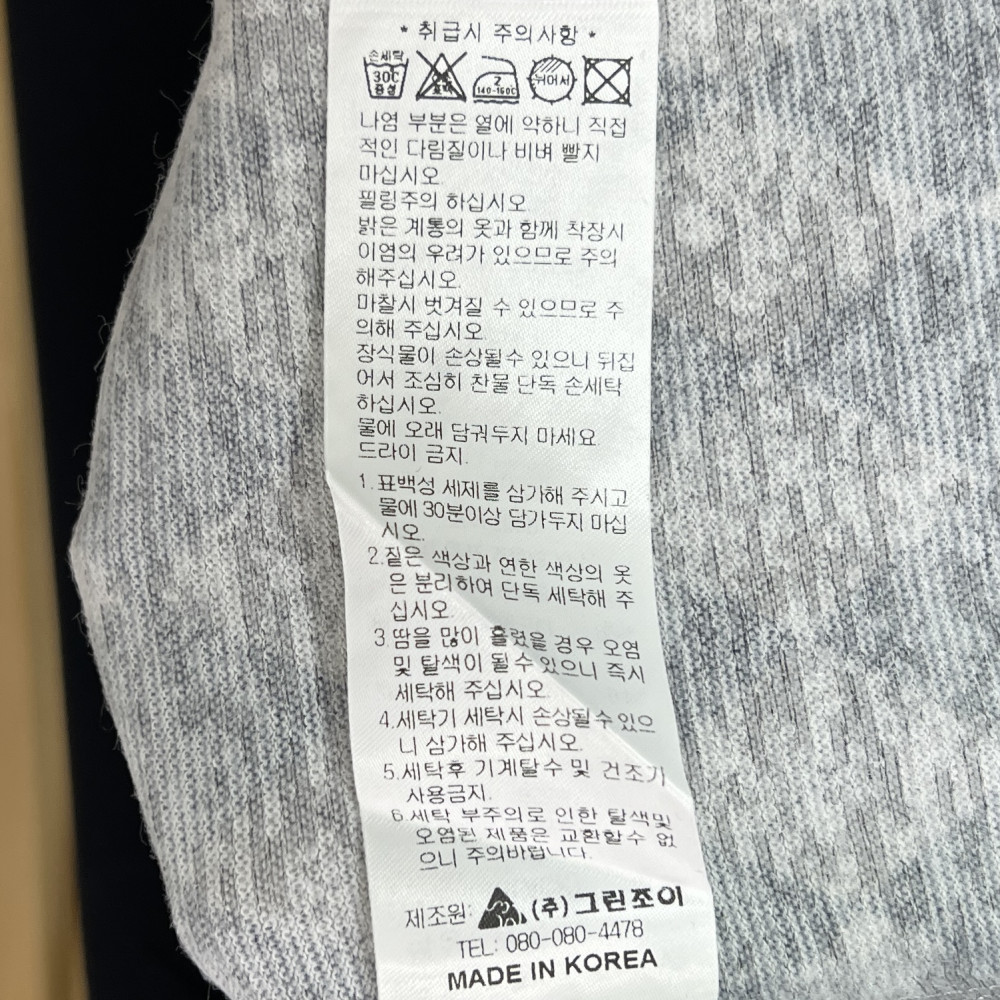 * 취급시 주의사항 *
손세탁
30℃
중성
표백
2
140-160℃
뉘어서
나염 부분은 열에 약하니 직접
적인 다림질이나 비벼 빨지
마십시오.
필링주의 하십시오.
밝은 계통의 옷과 함께 착장시
이염의 우려가 있으므로 주의
해주십시오.
마찰시 벗겨질 수 있으므로 주
의해 주십시오.
장식물이 손상될수 있으니 뒤집
어서 조심히 찬물 단독 손세탁
하십시오.
물에 오래 담궈두지 마세요.
드라이 금지.
1.표백성 세제를 삼가해 주시고
물에 30분이상 담가두지 마십
시오.
2.짙은 색상과 연한 색상의 옷
은 분리하여 단독 세탁해 주
십시오.
3.땀을 많이 흘렸을 경우 오염
및 탈색이 될수 있으니 즉시
세탁해 주십시오.
4.세탁기 세탁시 손상될수 있으
니 삼가해 주십시오.
5.세탁후 기계탈수 및 건조기
사용금지.
6.세탁 부주의로 인한 탈색및
오염된 제품은 교환할수 없
으니 주의바랍니다.
제조원: (주)그린조이
TEL: 080-080-4478
MADE IN KOREA